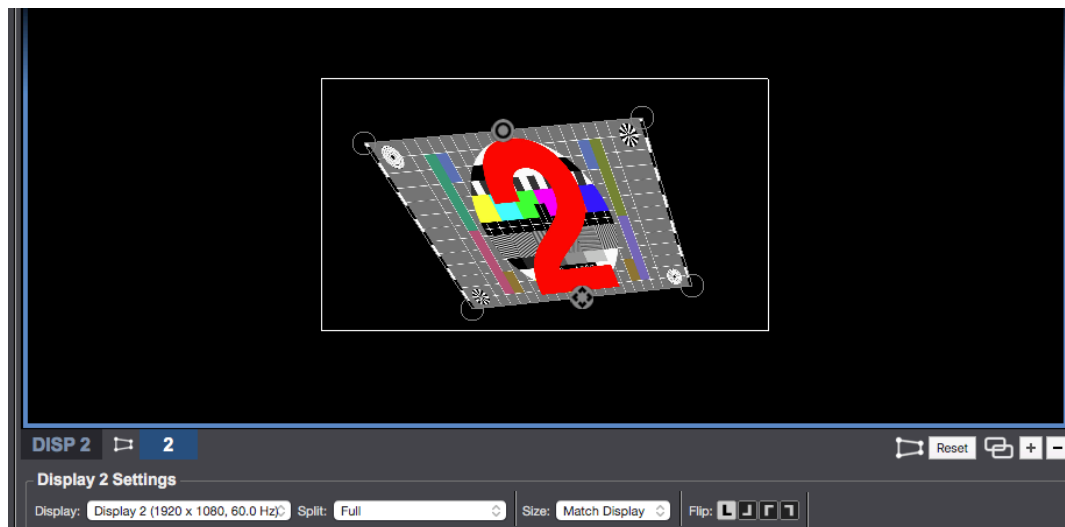 2
DISP 2 2 Reset + −
Display 2 Settings
Display: Display 2 (1920 x 1080, 60.0 Hz) Split: Full Size: Match Display Flip: